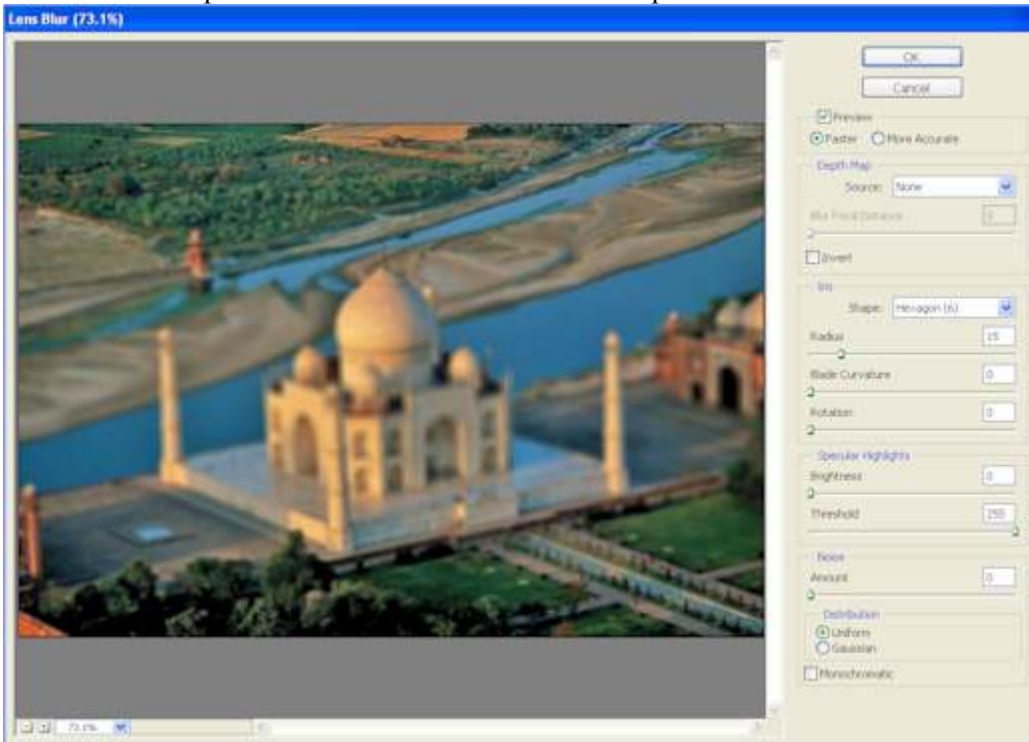 Lens Blur (73.1%)
OK
Cancel
Preview
Faster More Accurate
Depth Map
Source: None
Blur Focal Distance 0
Invert
Iris
Shape: Hexagon (6)
Radius 15
Blade Curvature 0
Rotation 0
Specular Highlights
Brightness 0
Threshold 255
Noise
Amount 0
Distribution
Uniform
Gaussian
Monochromatic
73.1%